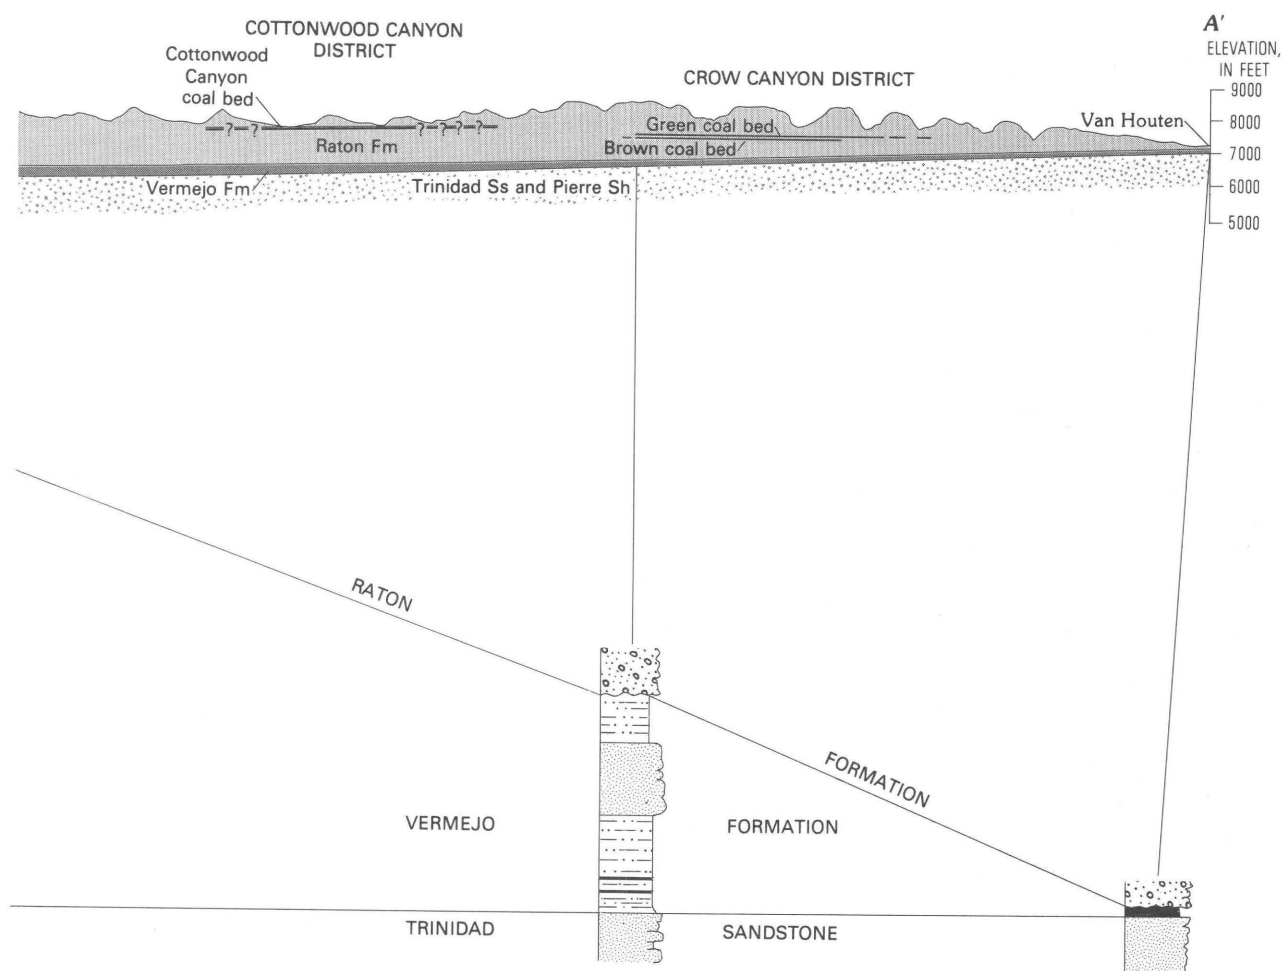 COTTONWOOD CANYON
DISTRICT
Cottonwood
Canyon
coal bed
CROW CANYON DISTRICT
A'
ELEVATION,
IN FEET
9000
8000
7000
6000
5000
Van Houten
Green coal bed
Brown coal bed
?
?
?
?
?
?
Raton Fm
Vermejo Fm
Trinidad Ss and Pierre Sh
RATON
FORMATION
VERMEJO
FORMATION
TRINIDAD
SANDSTONE